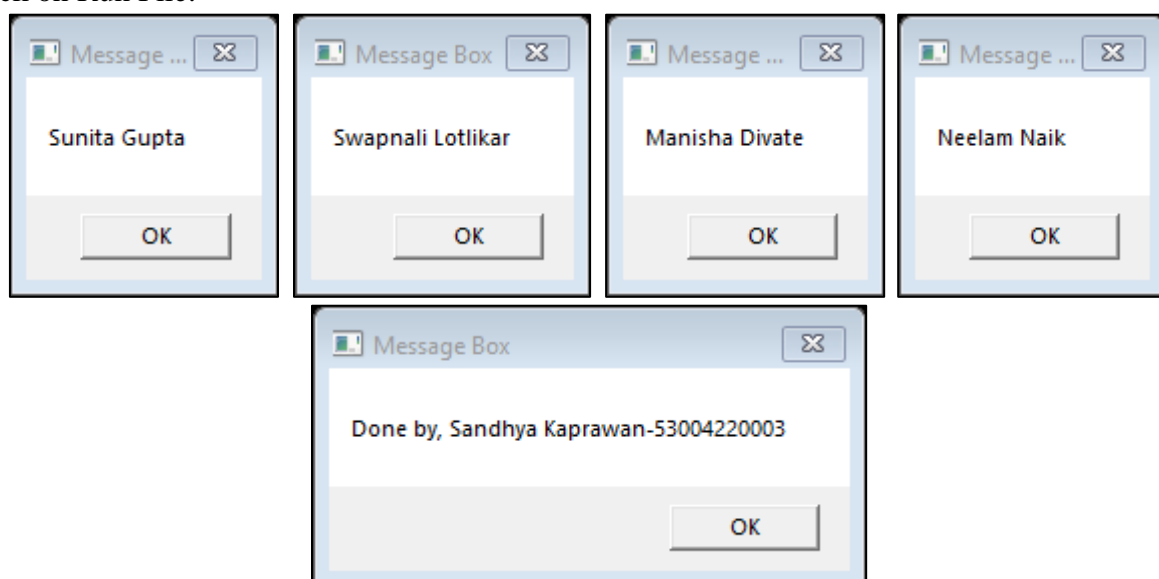 Message ...
Message Box
Message ...
Message ...
Sunita Gupta
Swapnali Lotlikar
Manisha Divate
Neelam Naik
OK
OK
OK
OK
Message Box
Done by, Sandhya Kaprawan-53004220003
OK